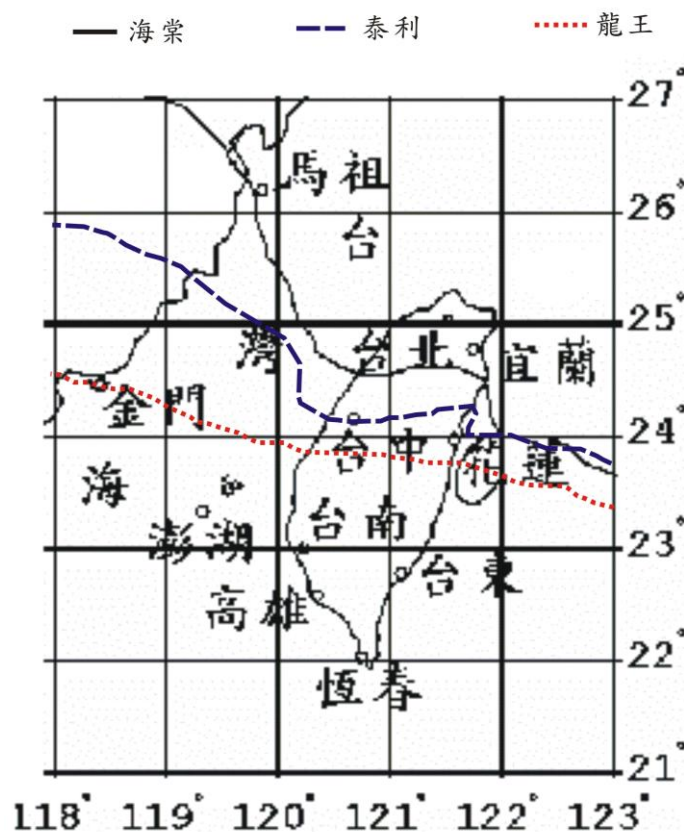 海棠 泰利 龍王
27°
馬祖
26°
台
25°
灣 台北 宜蘭
金門
24°
台中 花蓮
海
台南
澎湖
23°
台東
高雄
22°
恆春
21°
118° 119° 120° 121° 122° 123°